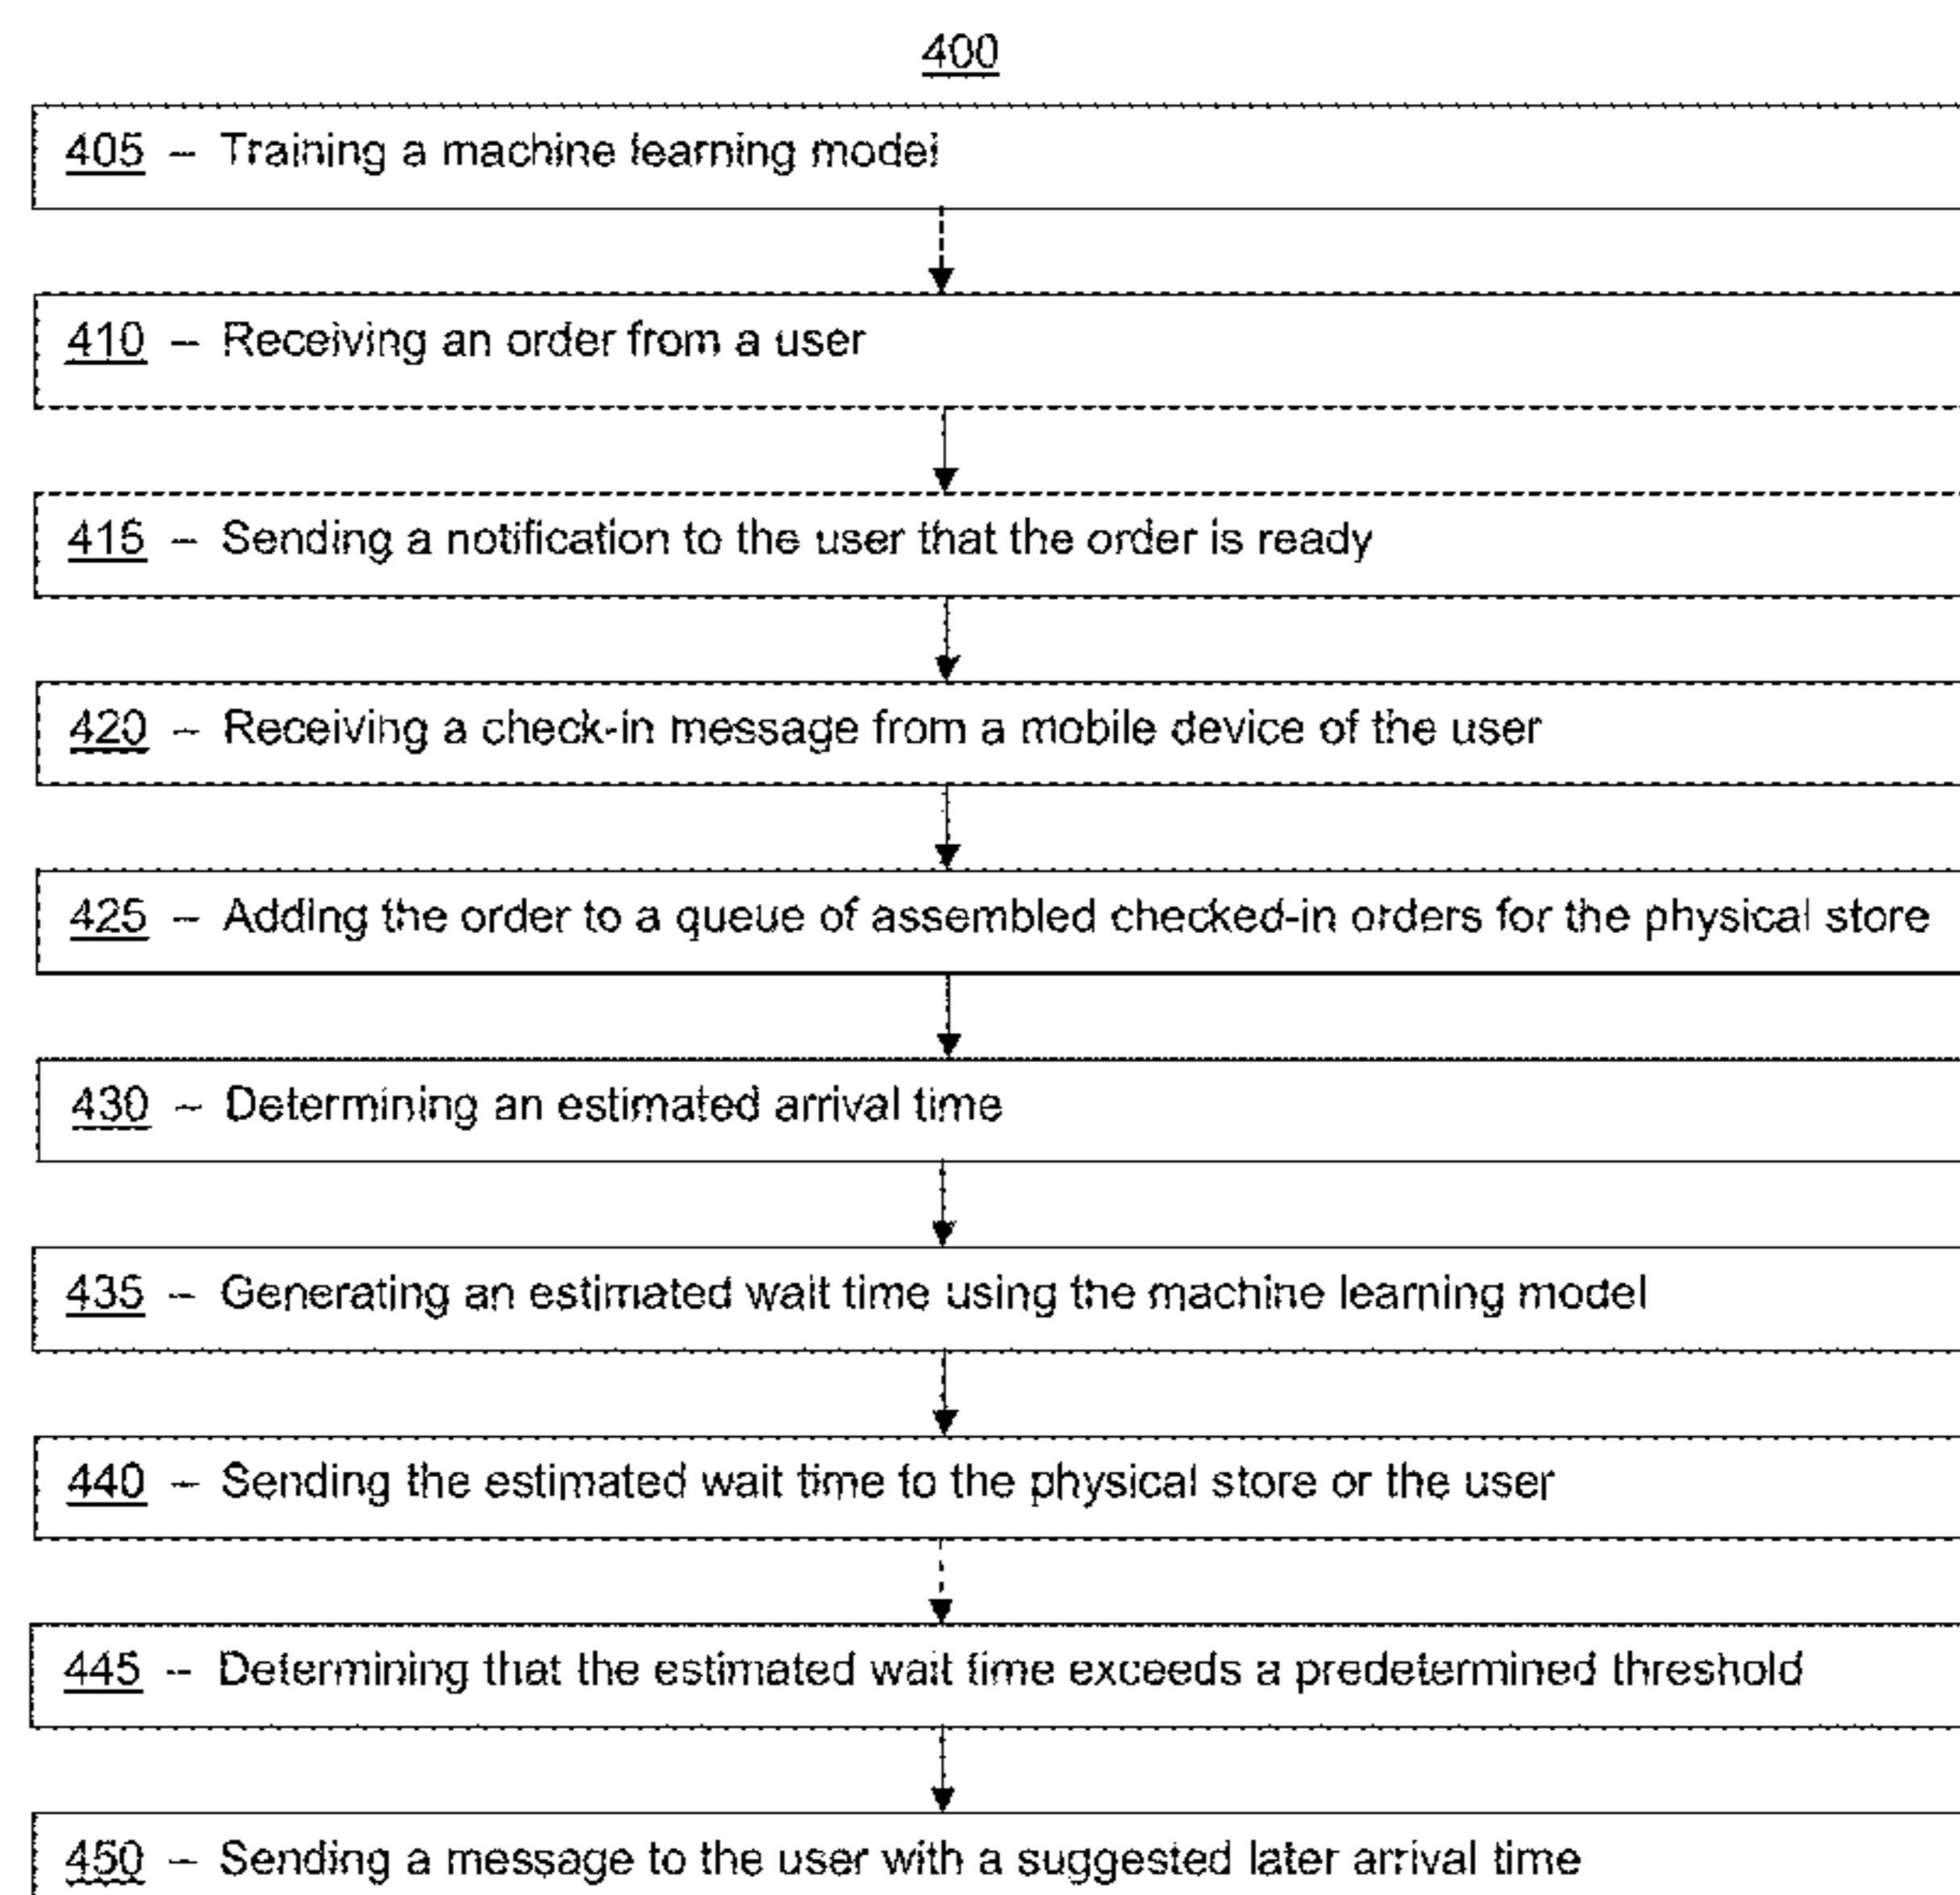 400
405 – Training a machine learning model
410 – Receiving an order from a user
415 – Sending a notification to the user that the order is ready
420 – Receiving a check-in message from a mobile device of the user
425 – Adding the order to a queue of assembled checked-in orders for the physical store
430 – Determining an estimated arrival time
435 – Generating an estimated wait time using the machine learning model
440 – Sending the estimated wait time to the physical store or the user
445 – Determining that the estimated wait time exceeds a predetermined threshold
450 – Sending a message to the user with a suggested later arrival time